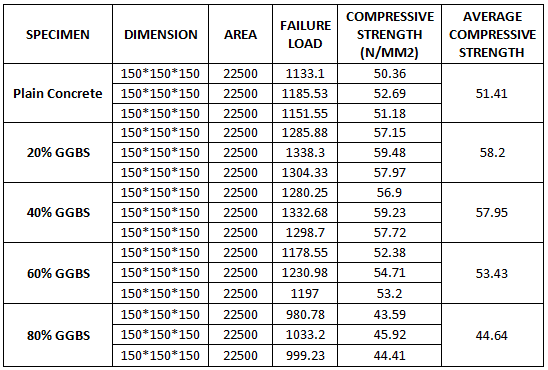 SPECIMEN DIMENSION AREA FAILURE LOAD COMPRESSIVE STRENGTH (N/MM2) AVERAGE COMPRESSIVE STRENGTH
Plain Concrete 150*150*150 22500 1133.1 50.36 51.41
150*150*150 22500 1185.53 52.69
150*150*150 22500 1151.55 51.18
20% GGBS 150*150*150 22500 1285.88 57.15 58.2
150*150*150 22500 1338.3 59.48
150*150*150 22500 1304.33 57.97
40% GGBS 150*150*150 22500 1280.25 56.9 57.95
150*150*150 22500 1332.68 59.23
150*150*150 22500 1298.7 57.72
60% GGBS 150*150*150 22500 1178.55 52.38 53.43
150*150*150 22500 1230.98 54.71
150*150*150 22500 1197 53.2
80% GGBS 150*150*150 22500 980.78 43.59 44.64
150*150*150 22500 1033.2 45.92
150*150*150 22500 999.23 44.41